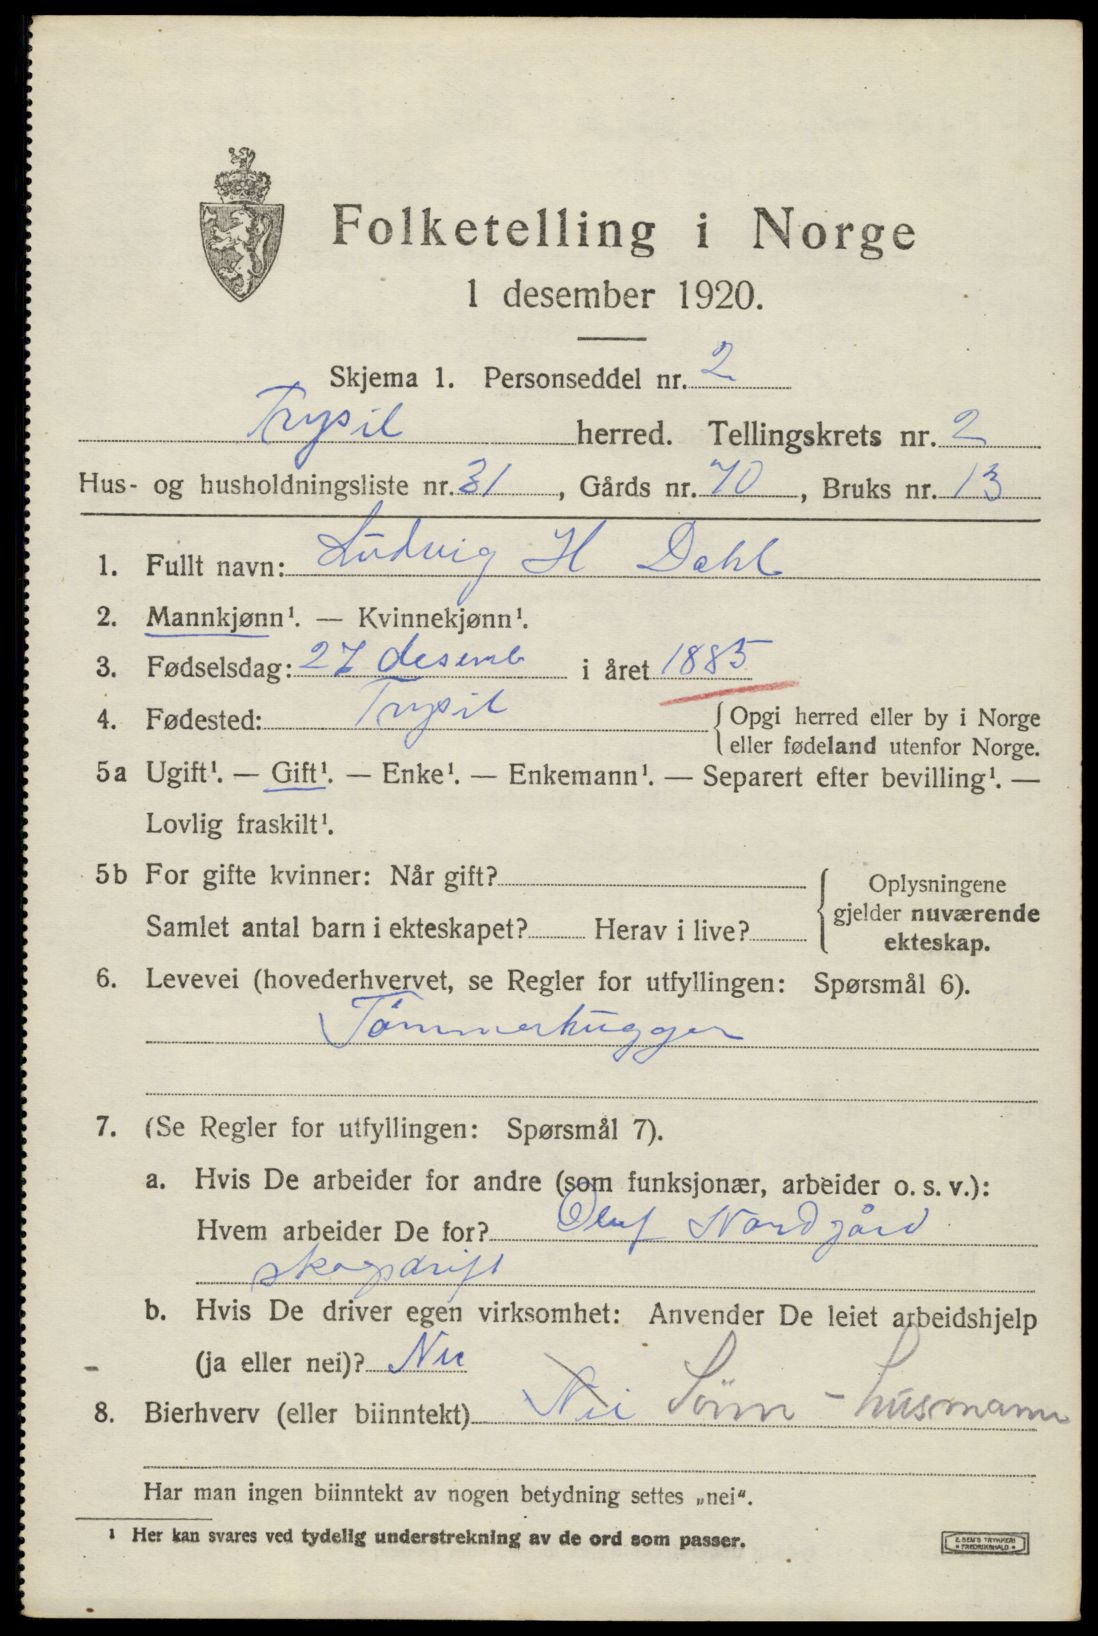 Folketelling i Norge
1 desember 1920.
Skjema 1. Personseddel nr. 2
Trysil herred. Tellingskrets nr. 2
Hus- og husholdningsliste nr. 31, Gårds nr. 70, Bruks nr. 13
1. Fullt navn: Ludvig H Dahl
2. Mannkjønn¹. — Kvinnekjønn¹.
3. Fødselsdag: 27 desemb i året 1885
4. Fødested: Trysil { Opgi herred eller by i Norge
eller fødeland utenfor Norge.
5a Ugift¹. — Gift¹. — Enke¹. — Enkemann¹. — Separert efter bevilling¹. —
Lovlig fraskilt¹.
5b For gifte kvinner: Når gift?
Samlet antal barn i ekteskapet? Herav i live?
Oplysningene
gjelder nuværende
ekteskap.
6. Levevei (hovederhvervet, se Regler for utfyllingen: Spørsmål 6).
Tömmerhugger
7. (Se Regler for utfyllingen: Spørsmål 7).
a. Hvis De arbeider for andre (som funksjonær, arbeider o. s. v.):
Hvem arbeider De for? Oluf Nordgård
skogsdrift
b. Hvis De driver egen virksomhet: Anvender De leiet arbeidshjelp
(ja eller nei)? Nei
8. Bierhverv (eller biinntekt) Nei - husmann
Har man ingen biinntekt av nogen betydning settes „nei".
¹ Her kan svares ved tydelig understrekning av de ord som passer.